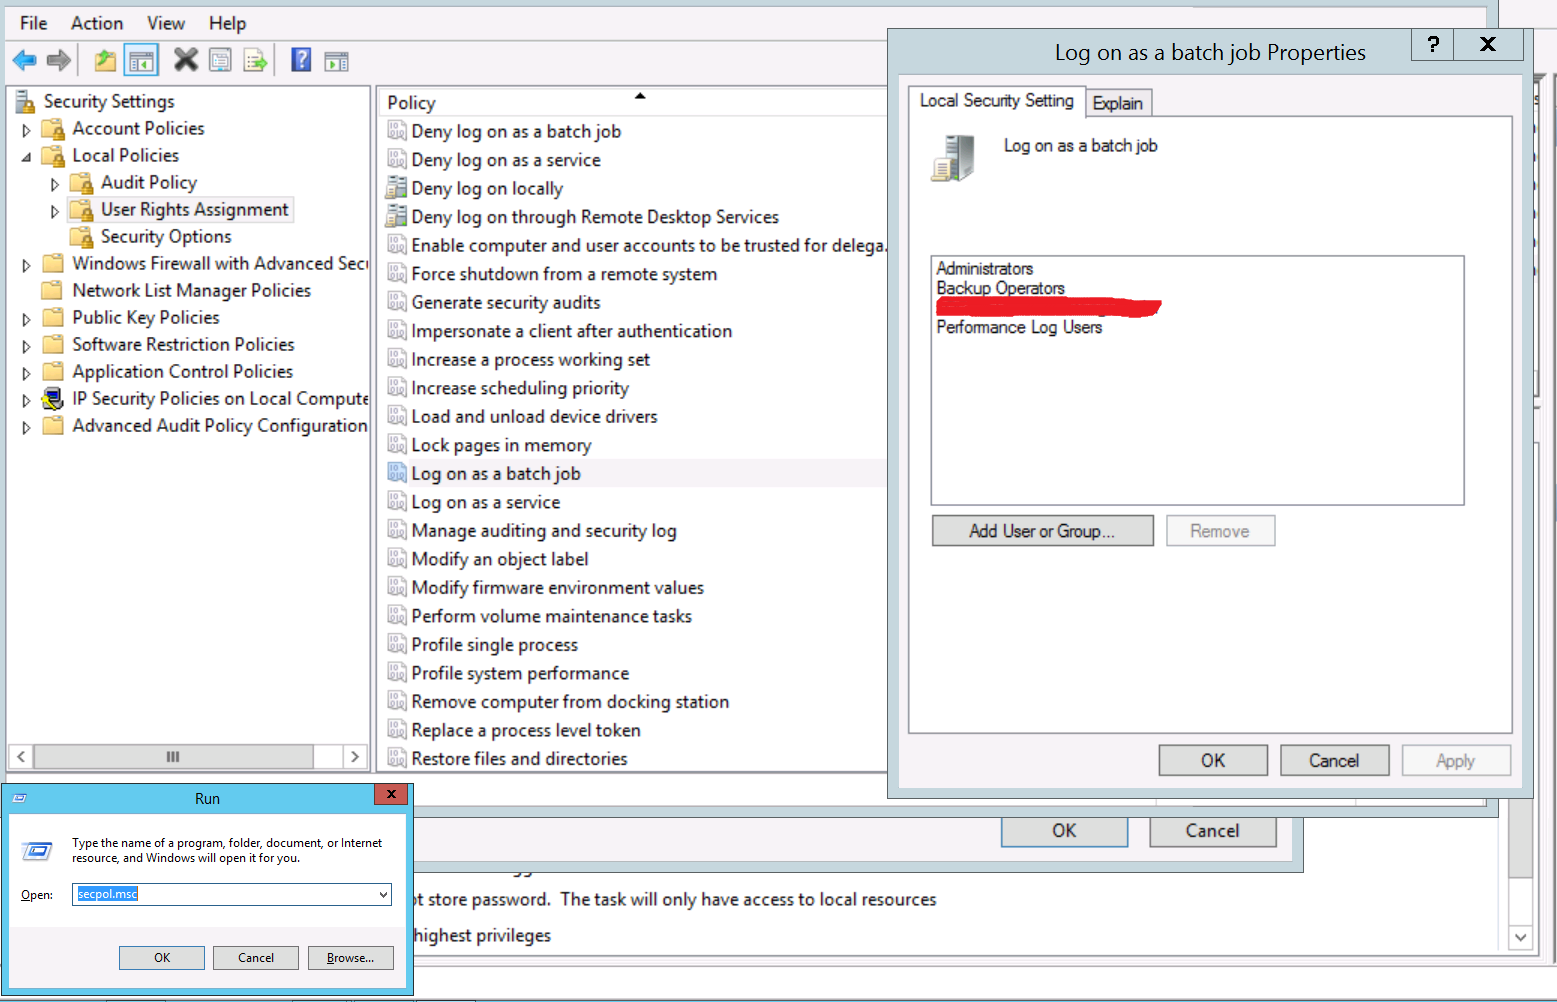 File Action View Help
Security Settings
Account Policies
Local Policies
Audit Policy
User Rights Assignment
Security Options
Windows Firewall with Advanced Secu
Network List Manager Policies
Public Key Policies
Software Restriction Policies
Application Control Policies
IP Security Policies on Local Compute
Advanced Audit Policy Configuration
Policy
Deny log on as a batch job
Deny log on as a service
Deny log on locally
Deny log on through Remote Desktop Services
Enable computer and user accounts to be trusted for delega.
Force shutdown from a remote system
Generate security audits
Impersonate a client after authentication
Increase a process working set
Increase scheduling priority
Load and unload device drivers
Lock pages in memory
Log on as a batch job
Log on as a service
Manage auditing and security log
Modify an object label
Modify firmware environment values
Perform volume maintenance tasks
Profile single process
Profile system performance
Remove computer from docking station
Replace a process level token
Restore files and directories
Log on as a batch job Properties
? X
Local Security Setting Explain
Log on as a batch job
Administrators
Backup Operators
Performance Log Users
Add User or Group... Remove
OK Cancel Apply
OK Cancel
ot store password. The task will only have access to local resources
highest privileges
Run
x
Type the name of a program, folder, document, or Internet
resource, and Windows will open it for you.
Open: secpol.msc
OK Cancel Browse...